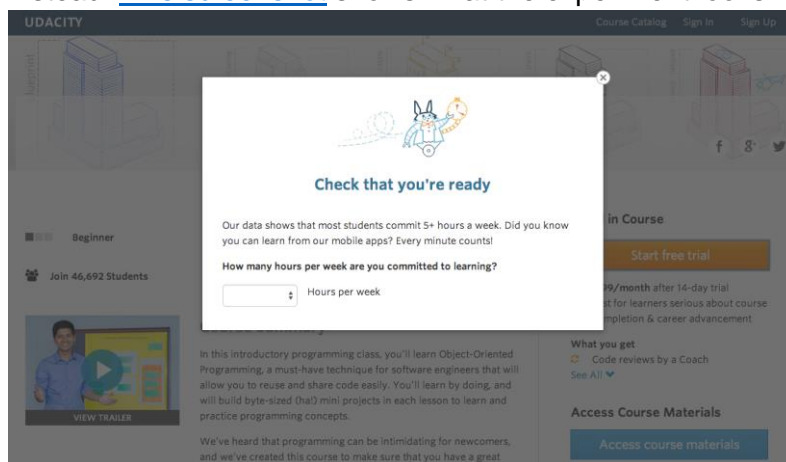 UDACITY
Course Catalog Sign In Sign Up
Check that you're ready
Our data shows that most students commit 5+ hours a week. Did you know
you can learn from our mobile apps? Every minute counts!
How many hours per week are you committed to learning?
Hours per week
Beginner
Join 46,692 Students
VIEW TRAILER
In this introductory programming class, you'll learn Object-Oriented
Programming, a must-have technique for software engineers that will
allow you to reuse and share code easily. You'll learn by doing, and
will build byte-sized (ha!) mini projects in each lesson to learn and
practice programming concepts.
We've heard that programming can be intimidating for newcomers,
and we've created this course to make sure that you have a great
in Course
Start free trial
99/month after 14-day trial
st for learners serious about course
mpletion & career advancement
What you get
Code reviews by a Coach
See All
Access Course Materials
Access course materials